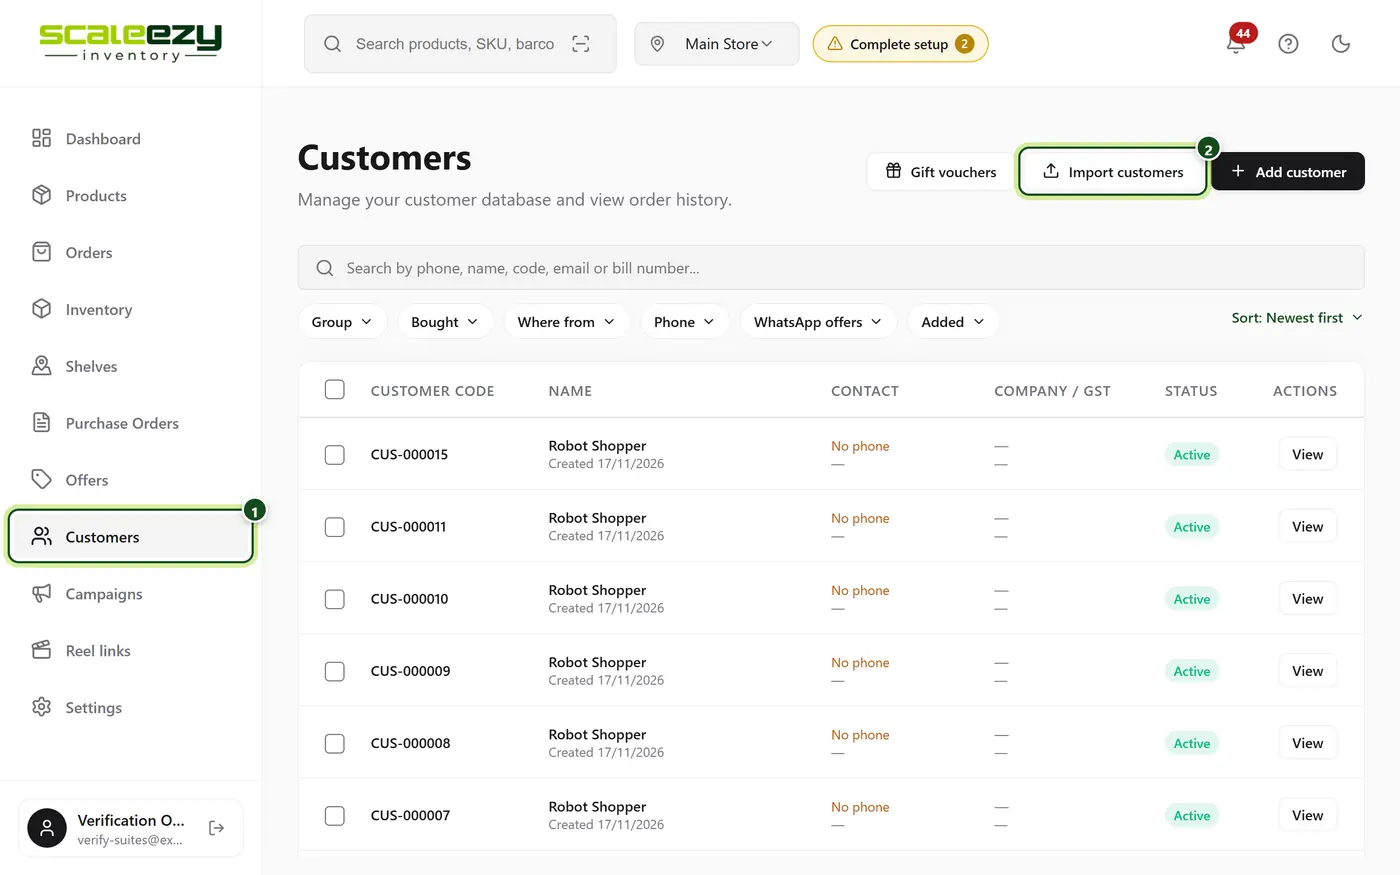 scaleezy
inventory
Search products, SKU, barco
Main Store
Complete setup 2
44
Dashboard
Products
Orders
Inventory
Shelves
Purchase Orders
Offers
Customers
1
Campaigns
Reel links
Settings
Verification O...
verify-suites@ex...
Customers
Manage your customer database and view order history.
Gift vouchers
Import customers
2
Add customer
Search by phone, name, code, email or bill number...
Group
Bought
Where from
Phone
WhatsApp offers
Added
Sort: Newest first
CUSTOMER CODE NAME CONTACT COMPANY / GST STATUS ACTIONS
CUS-000015 Robot Shopper No phone — Active View
Created 17/11/2026 — —
CUS-000011 Robot Shopper No phone — Active View
Created 17/11/2026 — —
CUS-000010 Robot Shopper No phone — Active View
Created 17/11/2026 — —
CUS-000009 Robot Shopper No phone — Active View
Created 17/11/2026 — —
CUS-000008 Robot Shopper No phone — Active View
Created 17/11/2026 — —
CUS-000007 Robot Shopper No phone — Active View
Created 17/11/2026 — —